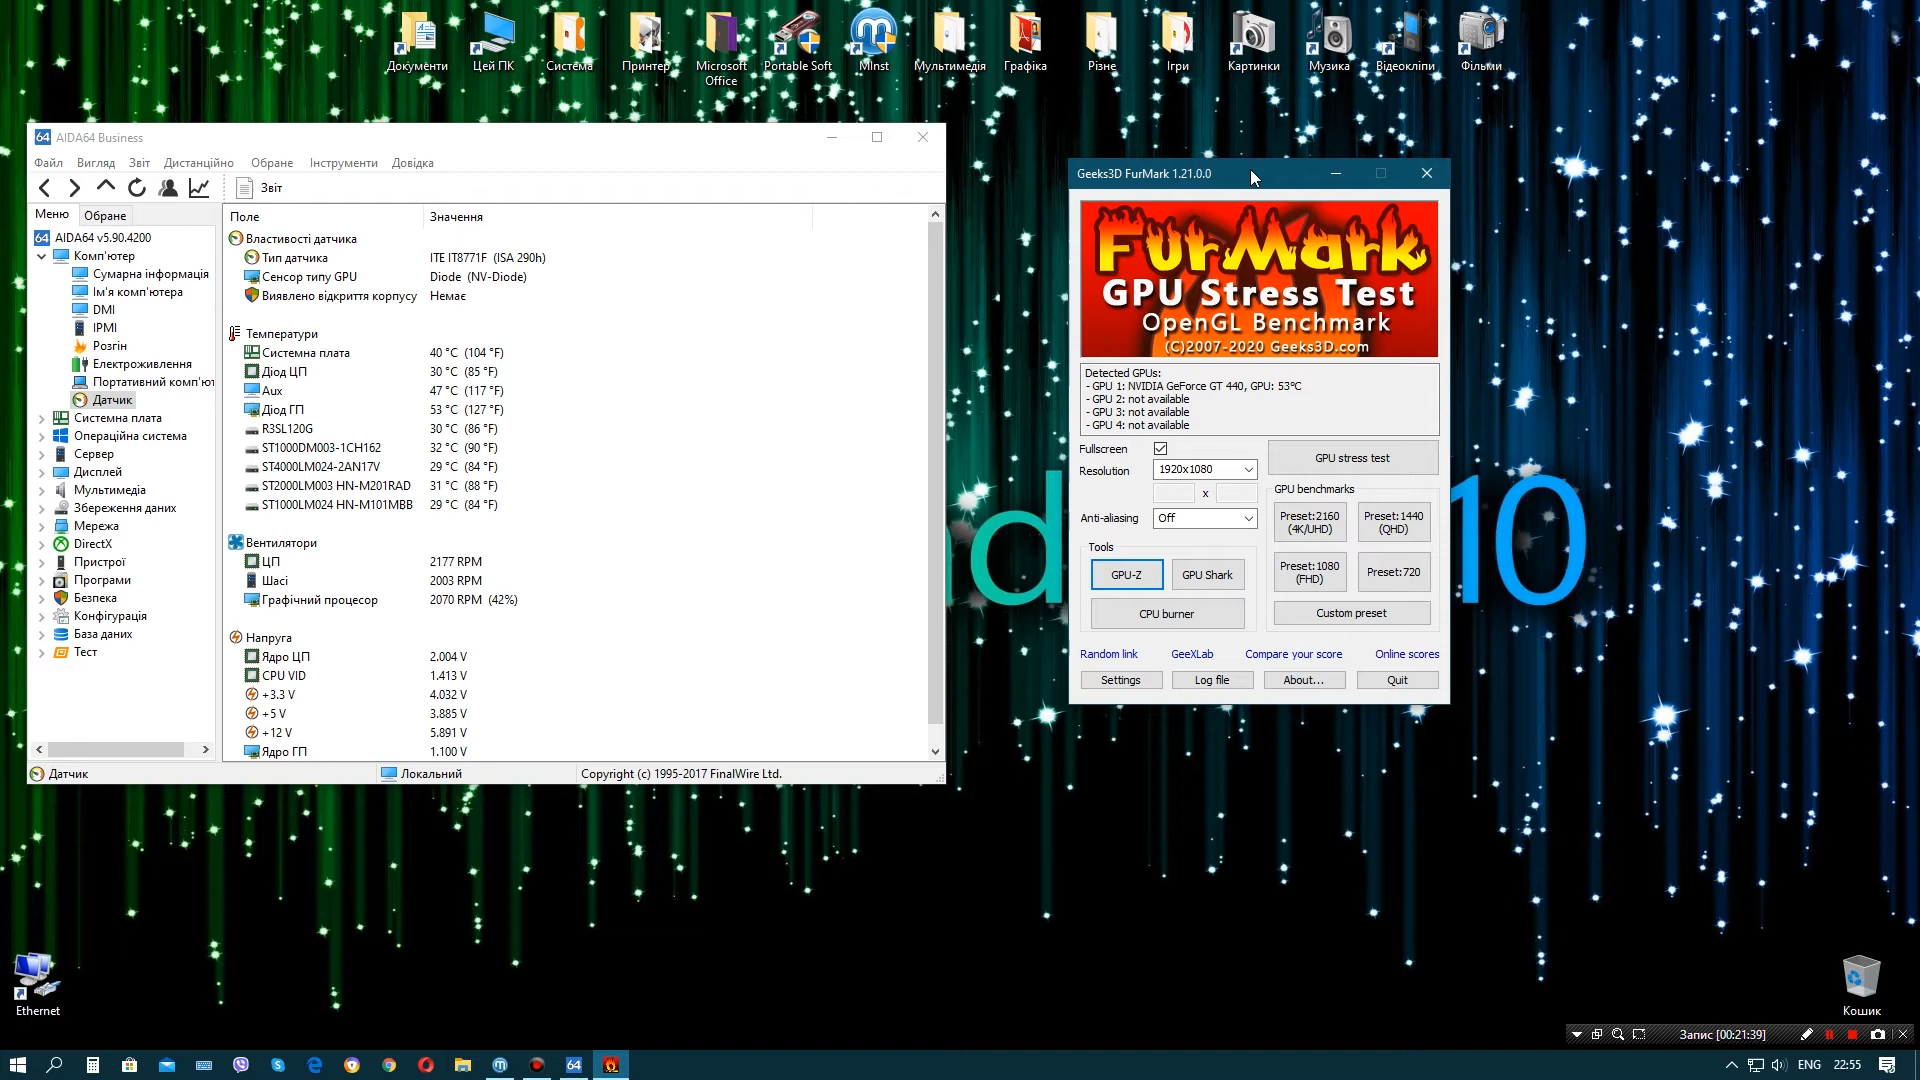 Документи
Цей ПК
Система
Принтер
Microsoft
Office
Portable Soft
MInst
Мультимедія
Графіка
Різне
Ігри
Картинки
Музика
Відеокліпи
Фільми
64 AIDA64 Business
Файл Вигляд Звіт Дистанційно Обране Інструменти Довідка
Звіт
Меню Обране
64 AIDA64 v5.90.4200
Комп'ютер
Сумарна інформація
Ім'я комп'ютера
DMI
IPMI
Розгін
Електроживлення
Портативний комп'ют
Датчик
Системна плата
Операційна система
Сервер
Дисплей
Мультимедіа
Збереження даних
Мережа
DirectX
Пристрої
Програми
Безпека
Конфігурація
База даних
Тест
Поле Значення
Властивості датчика
Тип датчика ITE IT8771F (ISA 290h)
Сенсор типу GPU Diode (NV-Diode)
Виявлено відкриття корпусу Немає
Температури
Системна плата 40 °C (104 °F)
Діод ЦП 30 °C (85 °F)
Aux 47 °C (117 °F)
Діод ГП 53 °C (127 °F)
R3SL120G 30 °C (86 °F)
ST1000DM003-1CH162 32 °C (90 °F)
ST4000LM024-2AN17V 29 °C (84 °F)
ST2000LM003 HN-M201RAD 31 °C (88 °F)
ST1000LM024 HN-M101MBB 29 °C (84 °F)
Вентилятори
ЦП 2177 RPM
Шасі 2003 RPM
Графічний процесор 2070 RPM (42%)
Напруга
Ядро ЦП 2.004 V
CPU VID 1.413 V
+3.3 V 4.032 V
+5 V 3.885 V
+12 V 5.891 V
Ядро ГП 1.100 V
Датчик Локальний Copyright (c) 1995-2017 FinalWire Ltd.
Geeks3D FurMark 1.21.0.0
FurMark
GPU Stress Test
OpenGL Benchmark
(C)2007-2020 Geeks3D.com
Detected GPUs:
- GPU 1: NVIDIA GeForce GT 440, GPU: 53°C
- GPU 2: not available
- GPU 3: not available
- GPU 4: not available
Fullscreen
Resolution 1920x1080
x
Anti-aliasing Off
GPU stress test
GPU benchmarks
Preset:2160
(4K/UHD)
Preset:1440
(QHD)
Preset:1080
(FHD)
Preset:720
Custom preset
Tools
GPU-Z GPU Shark
CPU burner
Random link GeeXLab Compare your score Online scores
Settings Log file About... Quit
d 10
Ethernet
Кошик
Запис [00:21:39]
64
ENG 22:55